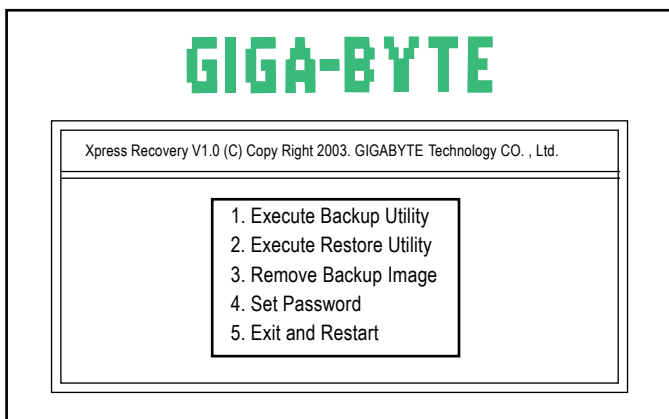 GIGA-BYTE
Xpress Recovery V1.0 (C) Copy Right 2003. GIGABYTE Technology CO. , Ltd.
1. Execute Backup Utility
2. Execute Restore Utility
3. Remove Backup Image
4. Set Password
5. Exit and Restart